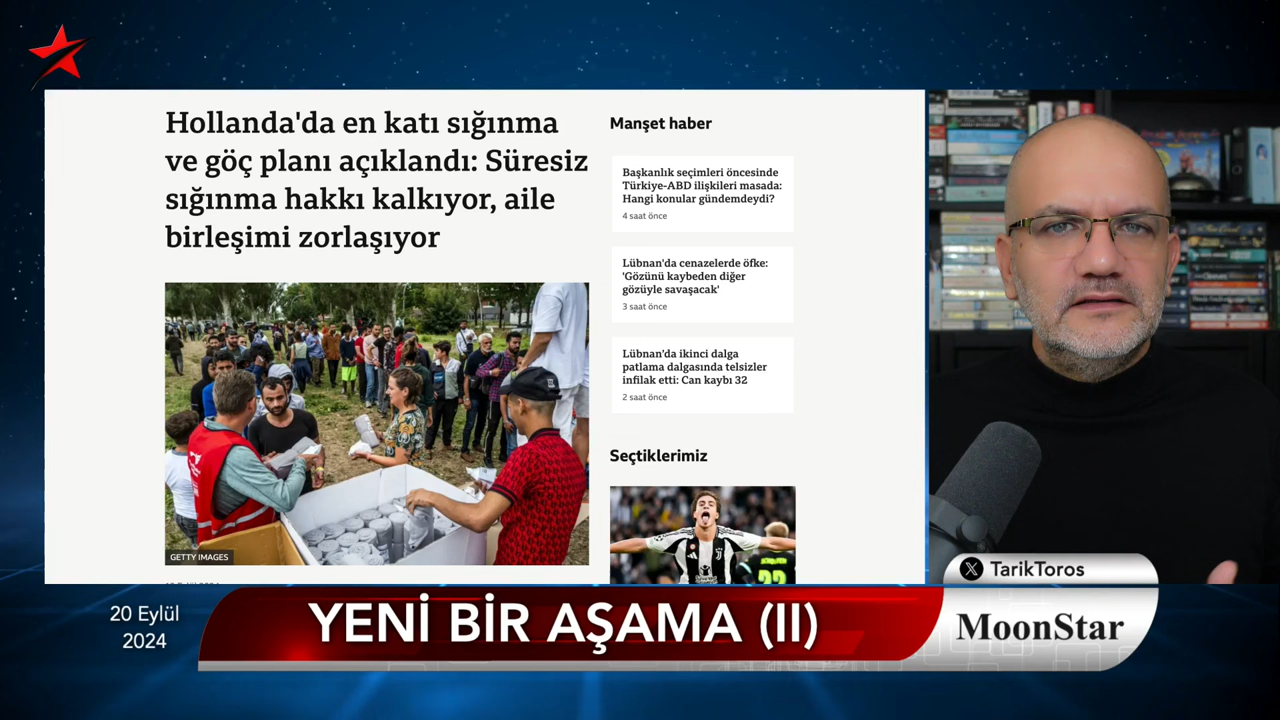 Hollanda'da en katı sığınma
ve göç planı açıklandı: Süresiz
sığınma hakkı kalkıyor, aile
birleşimi zorlaşıyor
GETTY IMAGES
Manşet haber
Başkanlık seçimleri öncesinde
Türkiye-ABD ilişkileri masada:
Hangi konular gündemdeydi?
4 saat önce
Lübnan'da cenazelerde öfke:
'Gözünü kaybeden diğer
gözüyle savaşacak'
3 saat önce
Lübnan'da ikinci dalga
patlama dalgasında telsizler
infilak etti: Can kaybı 32
2 saat önce
Seçtiklerimiz
X TarikToros
20 Eylül
2024
YENİ BİR AŞAMA (II)
MoonStar